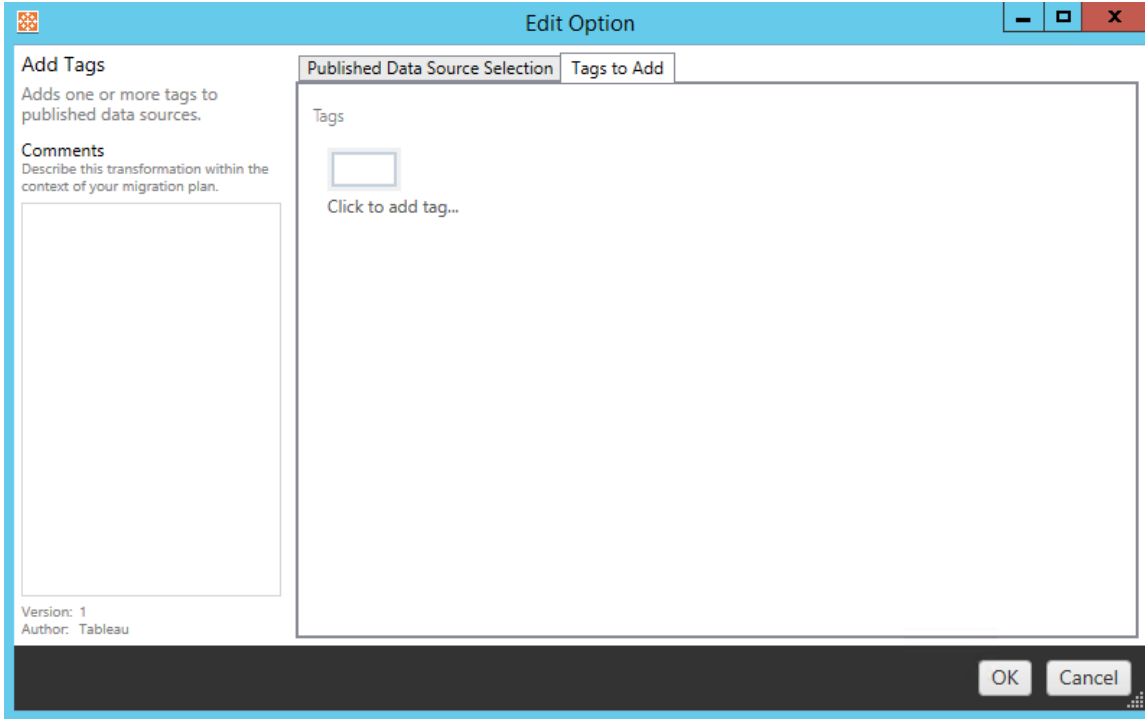 Edit Option
X
Add Tags
Adds one or more tags to
published data sources.
Comments
Describe this transformation within the
context of your migration plan.
Version: 1
Author: Tableau
Published Data Source Selection
Tags to Add
Tags
Click to add tag...
OK
Cancel